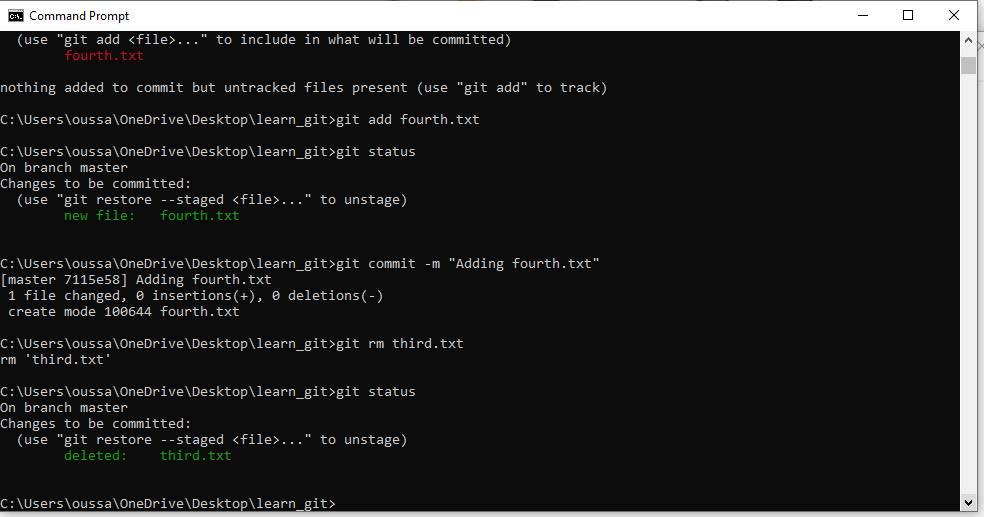 Command Prompt
(use "git add <file>..." to include in what will be committed)
fourth.txt
nothing added to commit but untracked files present (use "git add" to track)
C:\Users\oussa\OneDrive\Desktop\learn_git>git add fourth.txt
C:\Users\oussa\OneDrive\Desktop\learn_git>git status
On branch master
Changes to be committed:
(use "git restore --staged <file>..." to unstage)
new file:   fourth.txt
C:\Users\oussa\OneDrive\Desktop\learn_git>git commit -m "Adding fourth.txt"
[master 7115e58] Adding fourth.txt
1 file changed, 0 insertions(+), 0 deletions(-)
create mode 100644 fourth.txt
C:\Users\oussa\OneDrive\Desktop\learn_git>git rm third.txt
rm 'third.txt'
C:\Users\oussa\OneDrive\Desktop\learn_git>git status
On branch master
Changes to be committed:
(use "git restore --staged <file>..." to unstage)
deleted:    third.txt
C:\Users\oussa\OneDrive\Desktop\learn_git>